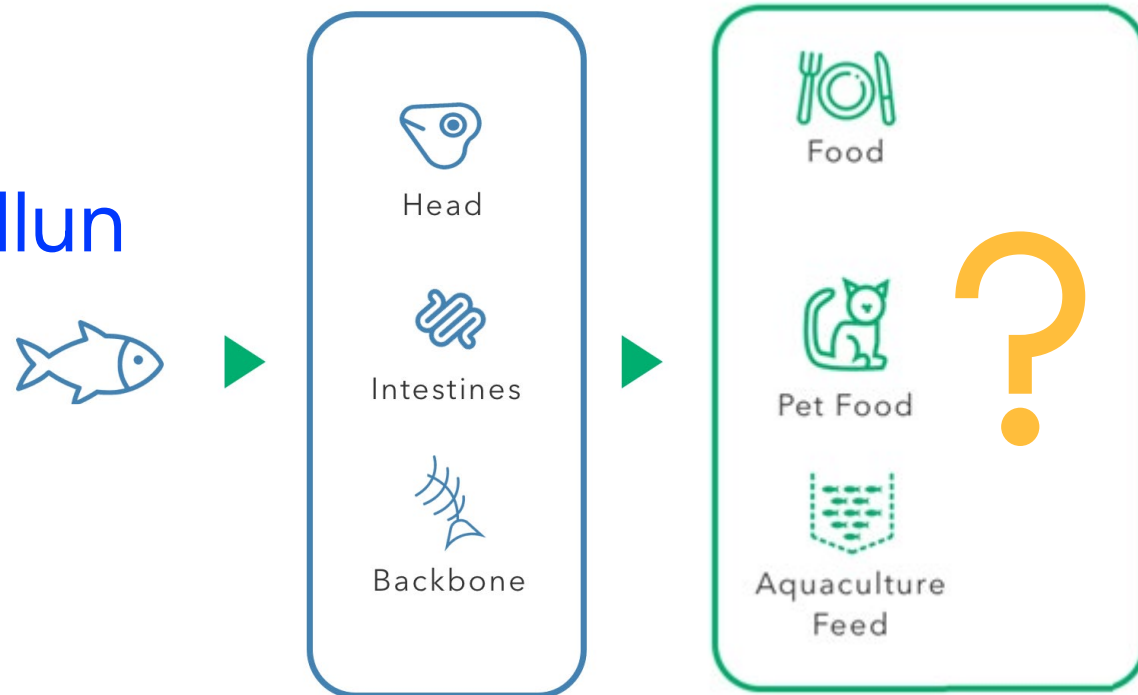 llun
Head
Intestines
Backbone
Food
Pet Food
Aquaculture
Feed
?